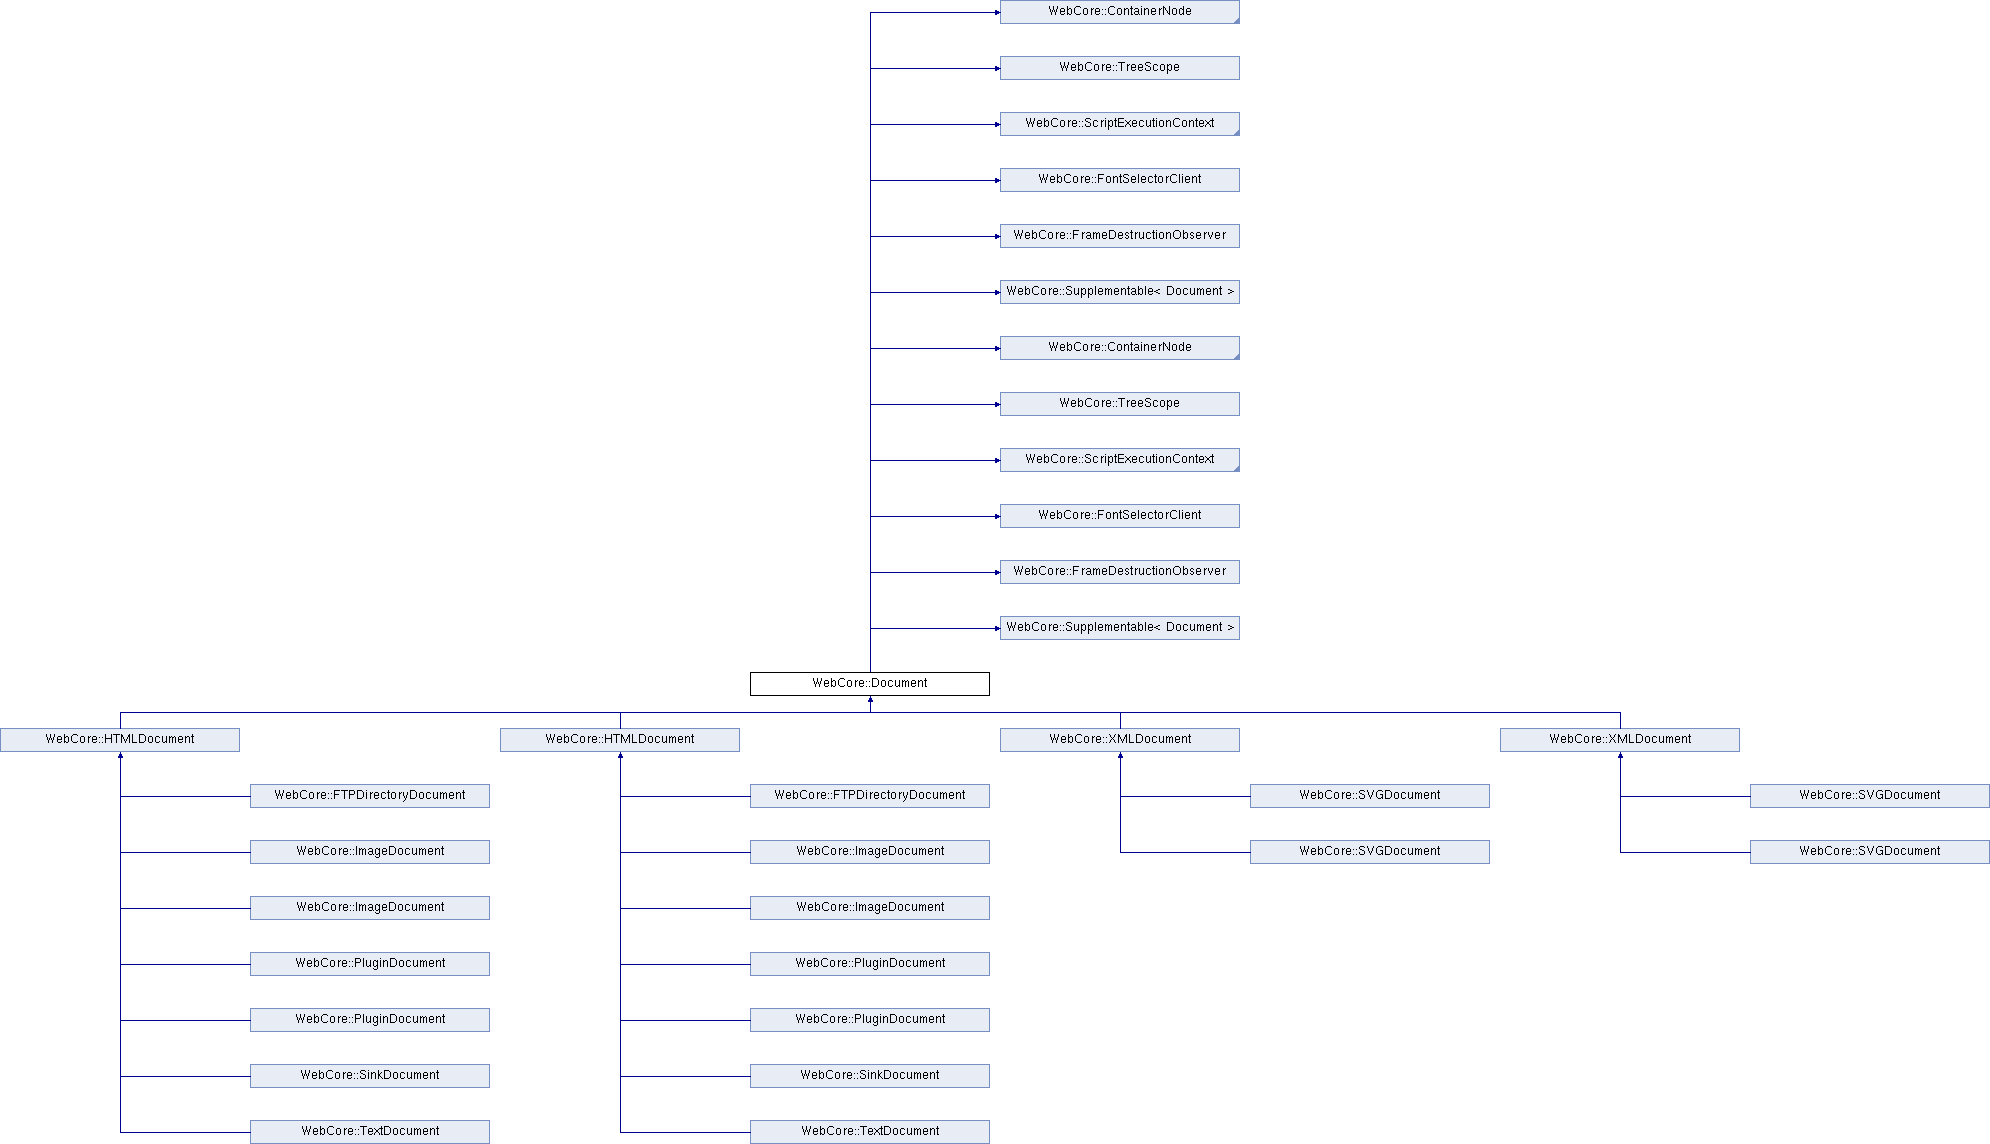 WebCore::ContainerNode
WebCore::TreeScope
WebCore::ScriptExecutionContext
WebCore::FontSelectorClient
WebCore::FrameDestructionObserver
WebCore::Supplementable< Document >
WebCore::ContainerNode
WebCore::TreeScope
WebCore::ScriptExecutionContext
WebCore::FontSelectorClient
WebCore::FrameDestructionObserver
WebCore::Supplementable< Document >
WebCore::Document
WebCore::HTMLDocument
WebCore::HTMLDocument
WebCore::XMLDocument
WebCore::XMLDocument
WebCore::FTPDirectoryDocument
WebCore::FTPDirectoryDocument
WebCore::SVGDocument
WebCore::SVGDocument
WebCore::ImageDocument
WebCore::ImageDocument
WebCore::SVGDocument
WebCore::SVGDocument
WebCore::ImageDocument
WebCore::ImageDocument
WebCore::PluginDocument
WebCore::PluginDocument
WebCore::PluginDocument
WebCore::PluginDocument
WebCore::SinkDocument
WebCore::SinkDocument
WebCore::TextDocument
WebCore::TextDocument